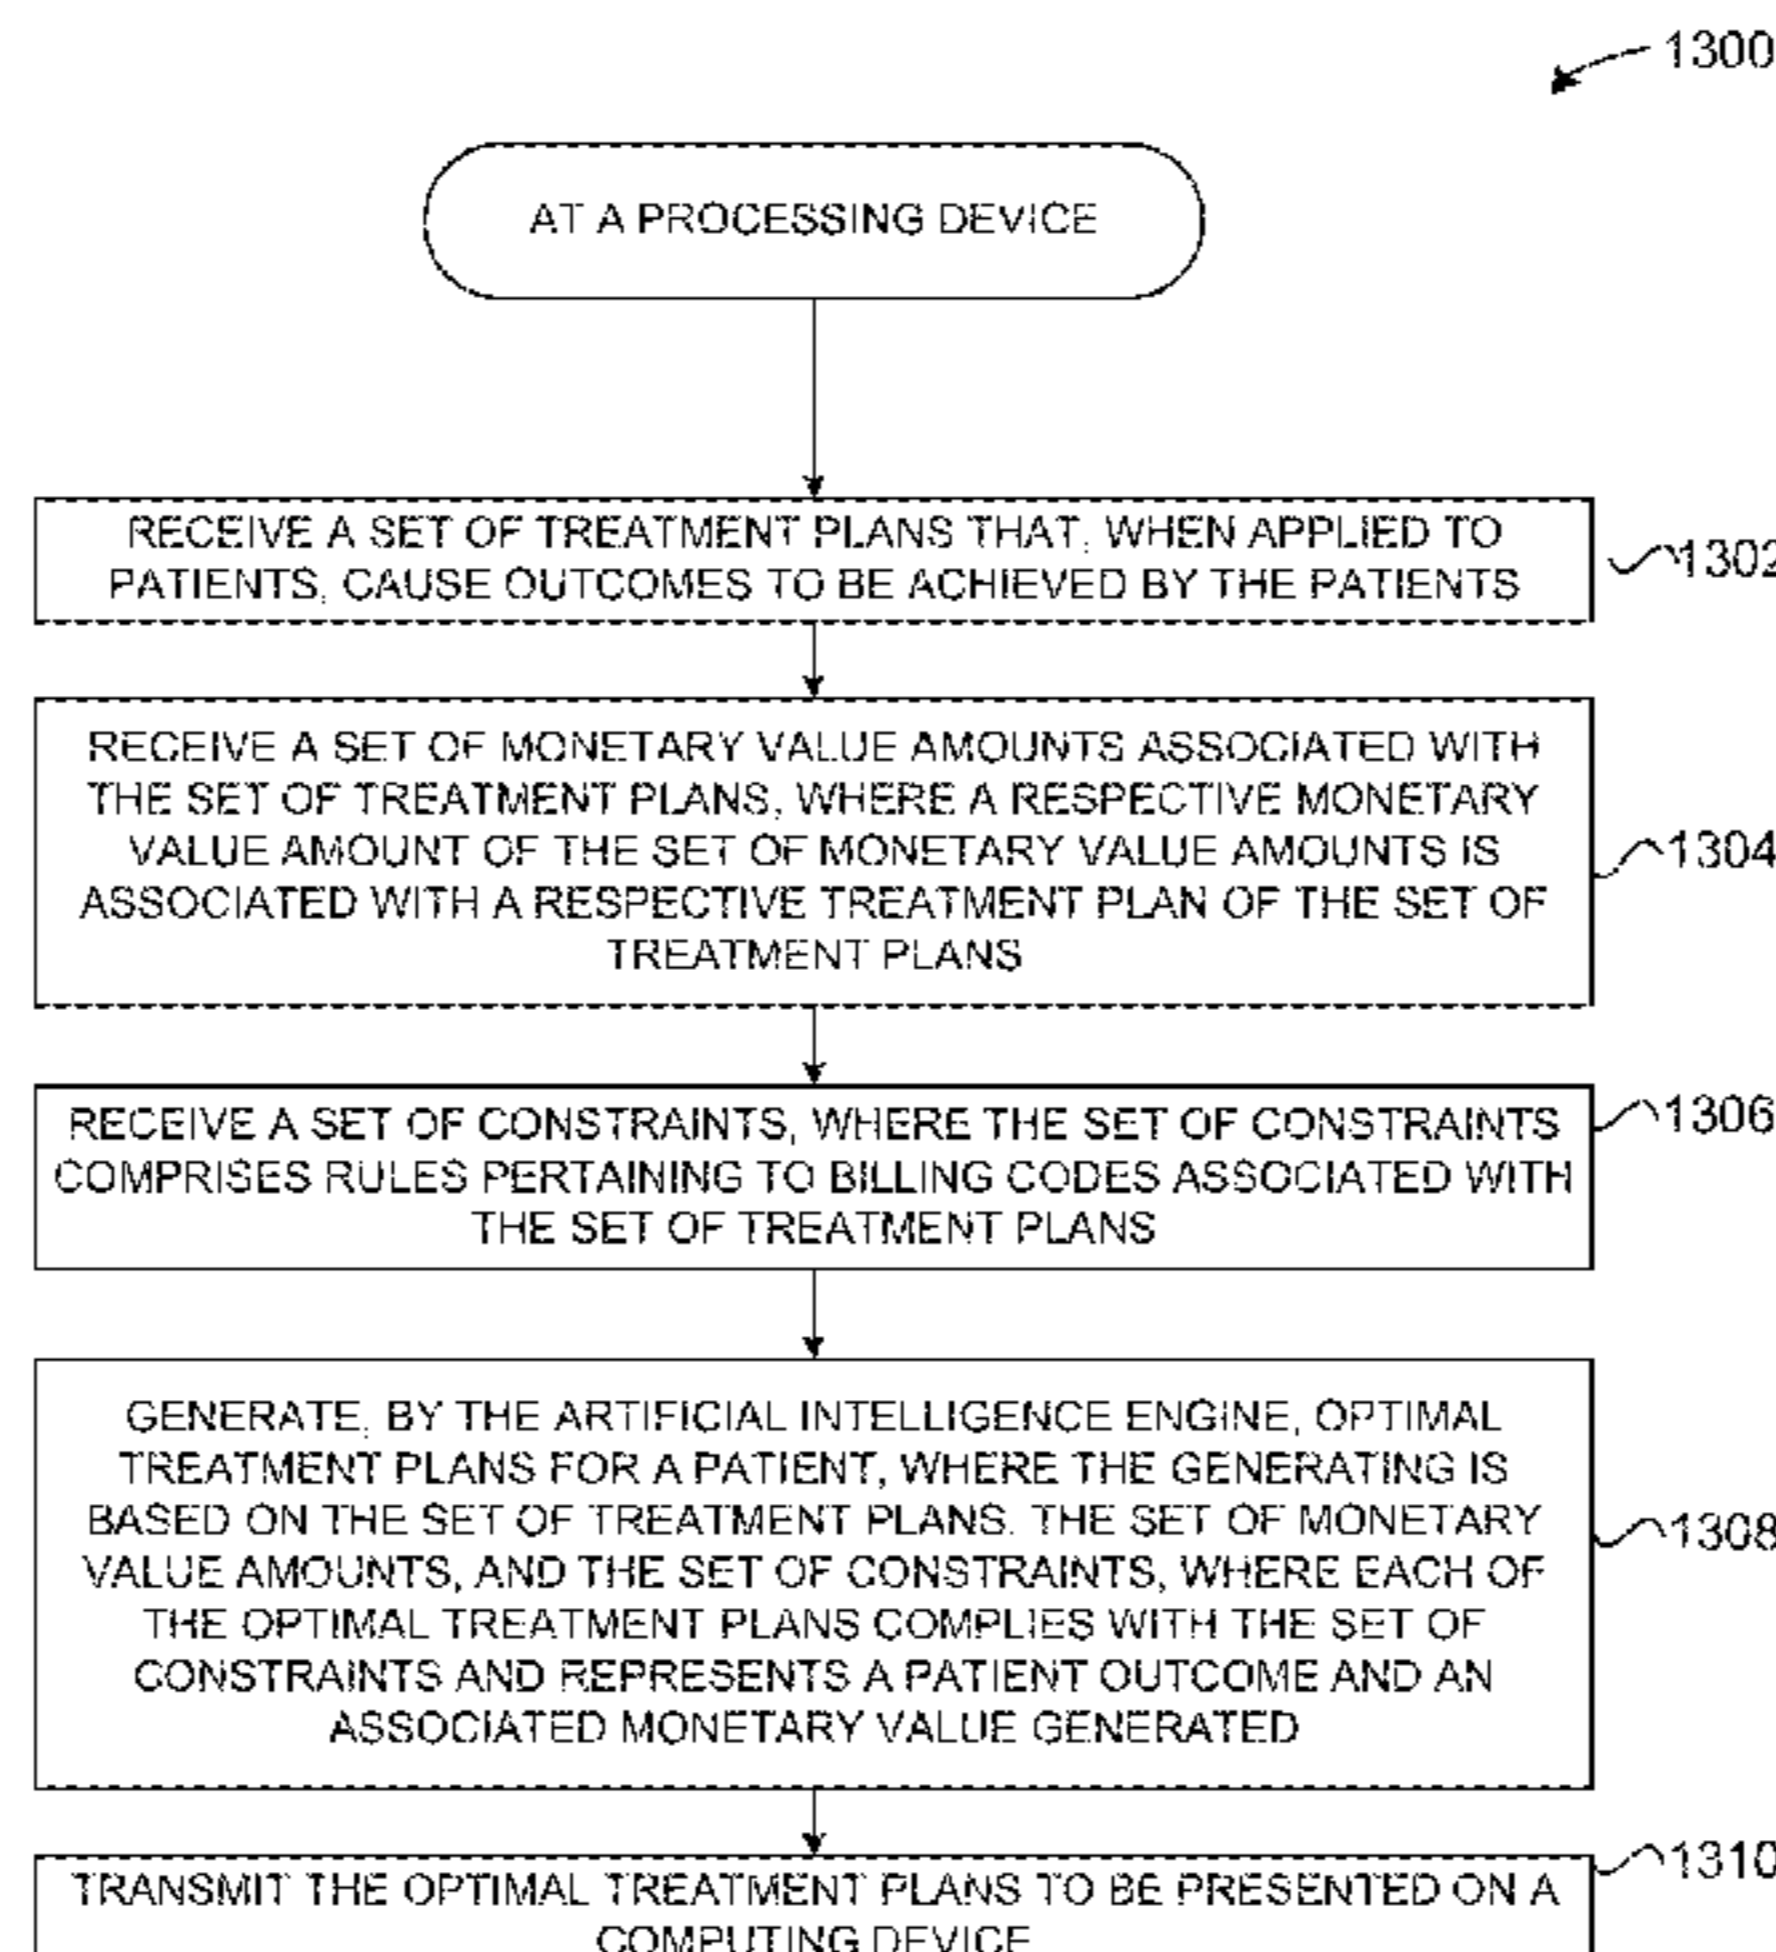 1300
AT A PROCESSING DEVICE
RECEIVE A SET OF TREATMENT PLANS THAT, WHEN APPLIED TO
PATIENTS, CAUSE OUTCOMES TO BE ACHIEVED BY THE PATIENTS
1302
RECEIVE A SET OF MONETARY VALUE AMOUNTS ASSOCIATED WITH
THE SET OF TREATMENT PLANS, WHERE A RESPECTIVE MONETARY
VALUE AMOUNT OF THE SET OF MONETARY VALUE AMOUNTS IS
ASSOCIATED WITH A RESPECTIVE TREATMENT PLAN OF THE SET OF
TREATMENT PLANS
1304
RECEIVE A SET OF CONSTRAINTS, WHERE THE SET OF CONSTRAINTS
COMPRISES RULES PERTAINING TO BILLING CODES ASSOCIATED WITH
THE SET OF TREATMENT PLANS
1306
GENERATE, BY THE ARTIFICIAL INTELLIGENCE ENGINE, OPTIMAL
TREATMENT PLANS FOR A PATIENT, WHERE THE GENERATING IS
BASED ON THE SET OF TREATMENT PLANS, THE SET OF MONETARY
VALUE AMOUNTS, AND THE SET OF CONSTRAINTS, WHERE EACH OF
THE OPTIMAL TREATMENT PLANS COMPLIES WITH THE SET OF
CONSTRAINTS AND REPRESENTS A PATIENT OUTCOME AND AN
ASSOCIATED MONETARY VALUE GENERATED
1308
TRANSMIT THE OPTIMAL TREATMENT PLANS TO BE PRESENTED ON A
COMPUTING DEVICE
1310